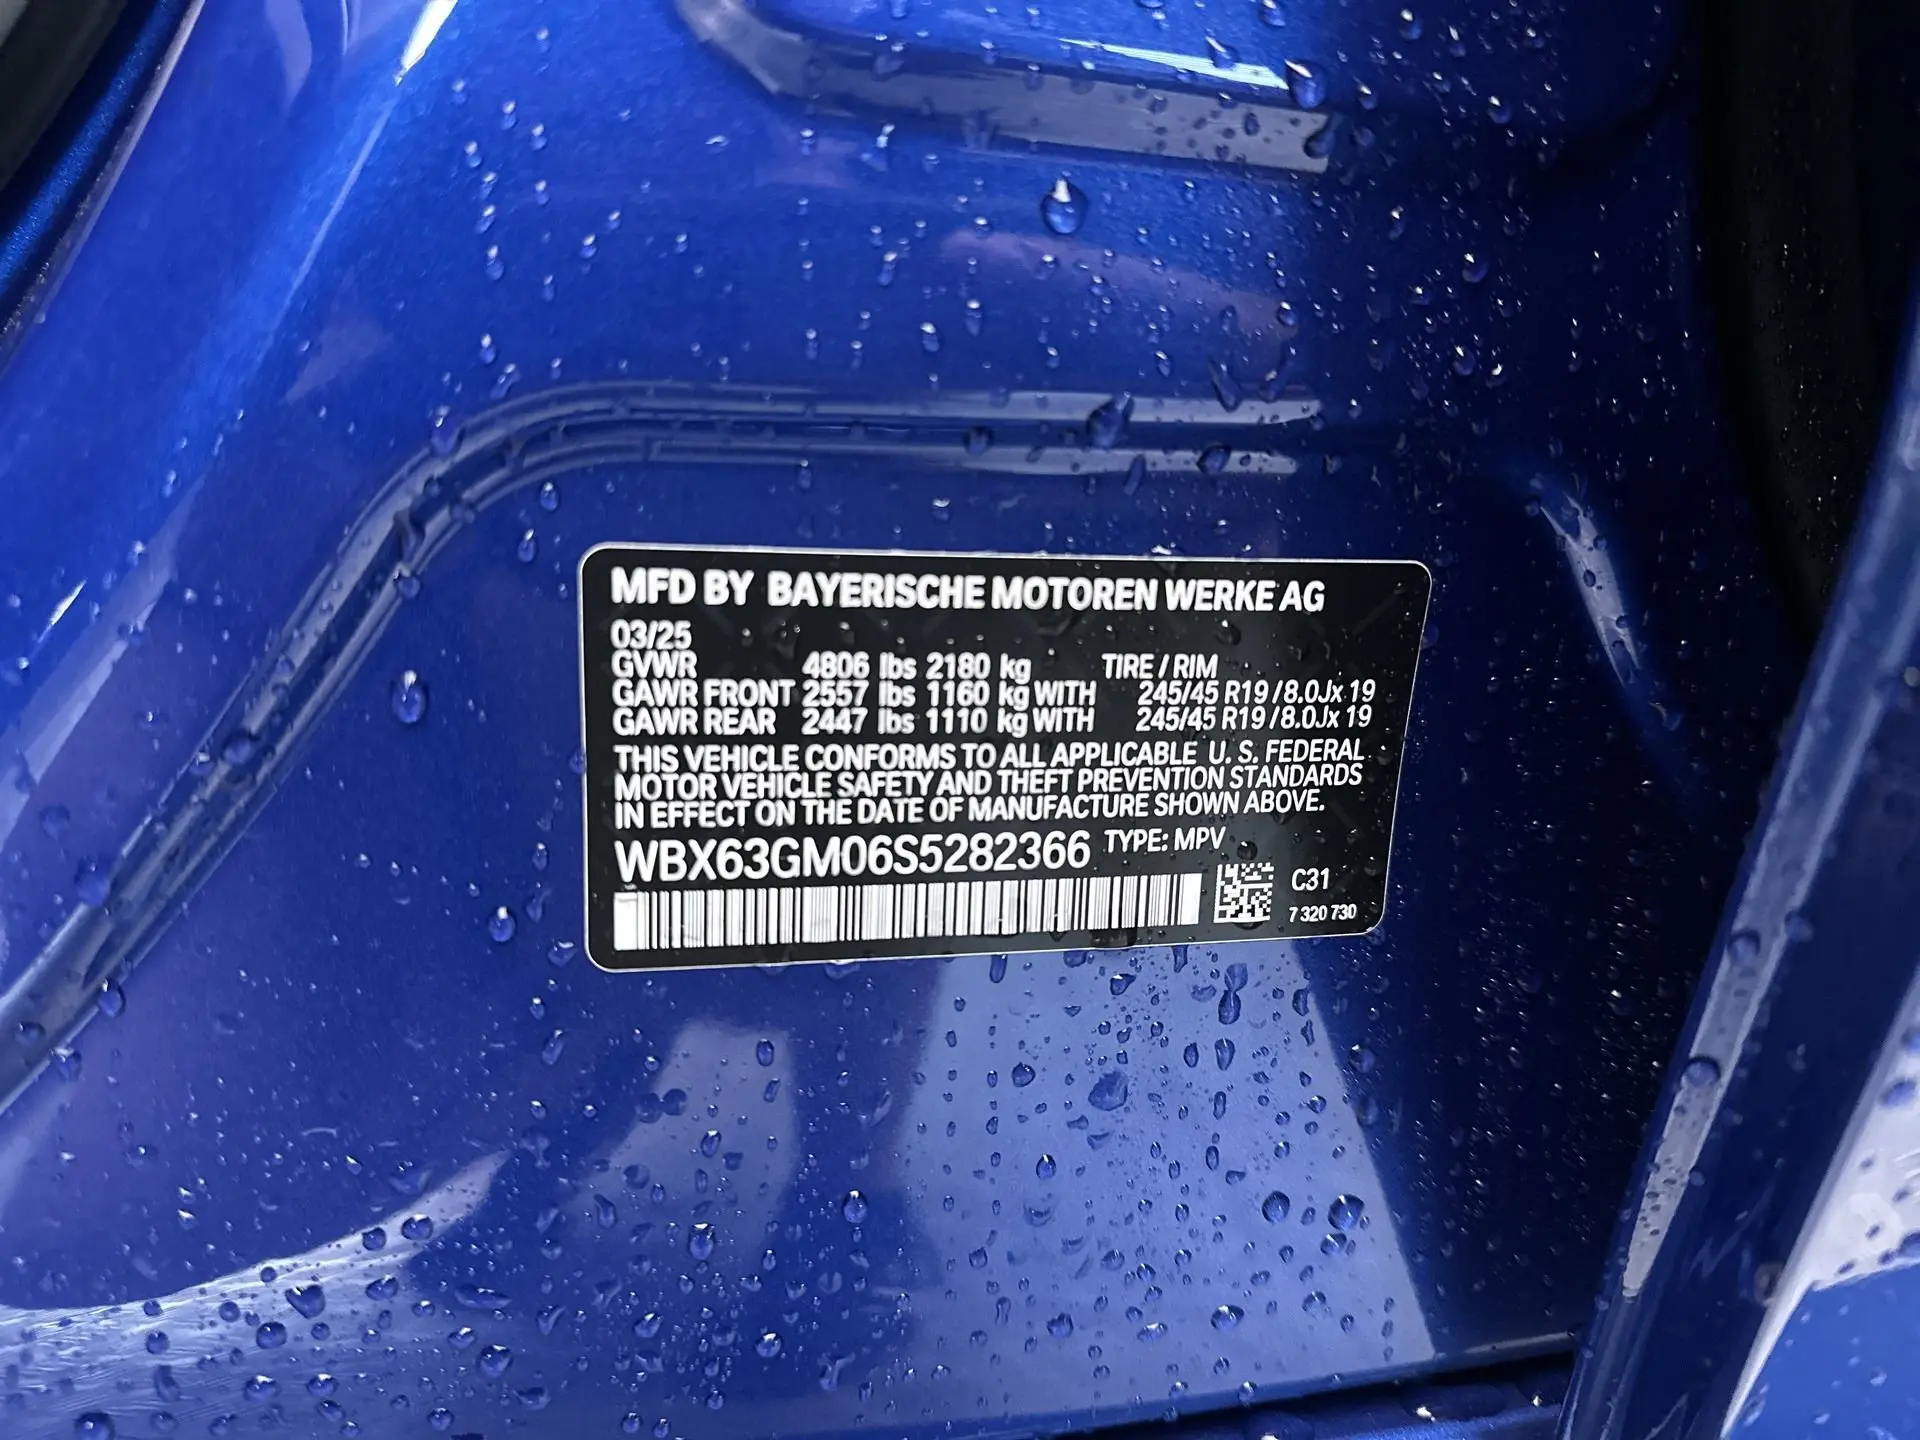 MFD BY BAYERISCHE MOTOREN WERKE AG
03/25
GVWR 4806 lbs 2180 kg TIRE / RIM
GAWR FRONT 2557 lbs 1160 kg WITH 245/45 R19 / 8.0Jx 19
GAWR REAR 2447 lbs 1110 kg WITH 245/45 R19 / 8.0Jx 19
THIS VEHICLE CONFORMS TO ALL APPLICABLE U. S. FEDERAL
MOTOR VEHICLE SAFETY AND THEFT PREVENTION STANDARDS
IN EFFECT ON THE DATE OF MANUFACTURE SHOWN ABOVE.
WBX63GM06S5282366 TYPE: MPV
C31
7 320 730